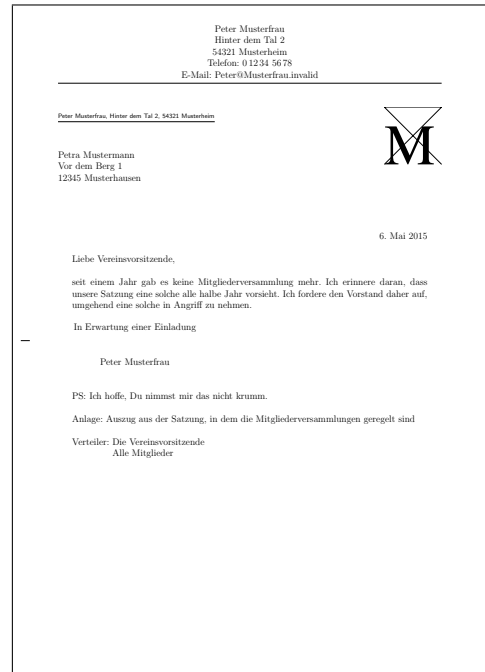 Peter Musterfrau
Hinter dem Tal 2
54321 Musterheim
Telefon: 0 12 34 56 78
E-Mail: Peter@Musterfrau.invalid
Peter Musterfrau, Hinter dem Tal 2, 54321 Musterheim
M
Petra Mustermann
Vor dem Berg 1
12345 Musterhausen
6. Mai 2015
Liebe Vereinsvorsitzende,
seit einem Jahr gab es keine Mitgliederversammlung mehr. Ich erinnere daran, dass
unsere Satzung eine solche alle halbe Jahr vorsieht. Ich fordere den Vorstand daher auf,
umgehend eine solche in Angriff zu nehmen.
In Erwartung einer Einladung
Peter Musterfrau
PS: Ich hoffe, Du nimmst mir das nicht krumm.
Anlage: Auszug aus der Satzung, in dem die Mitgliederversammlungen geregelt sind
Verteiler: Die Vereinsvorsitzende
Alle Mitglieder